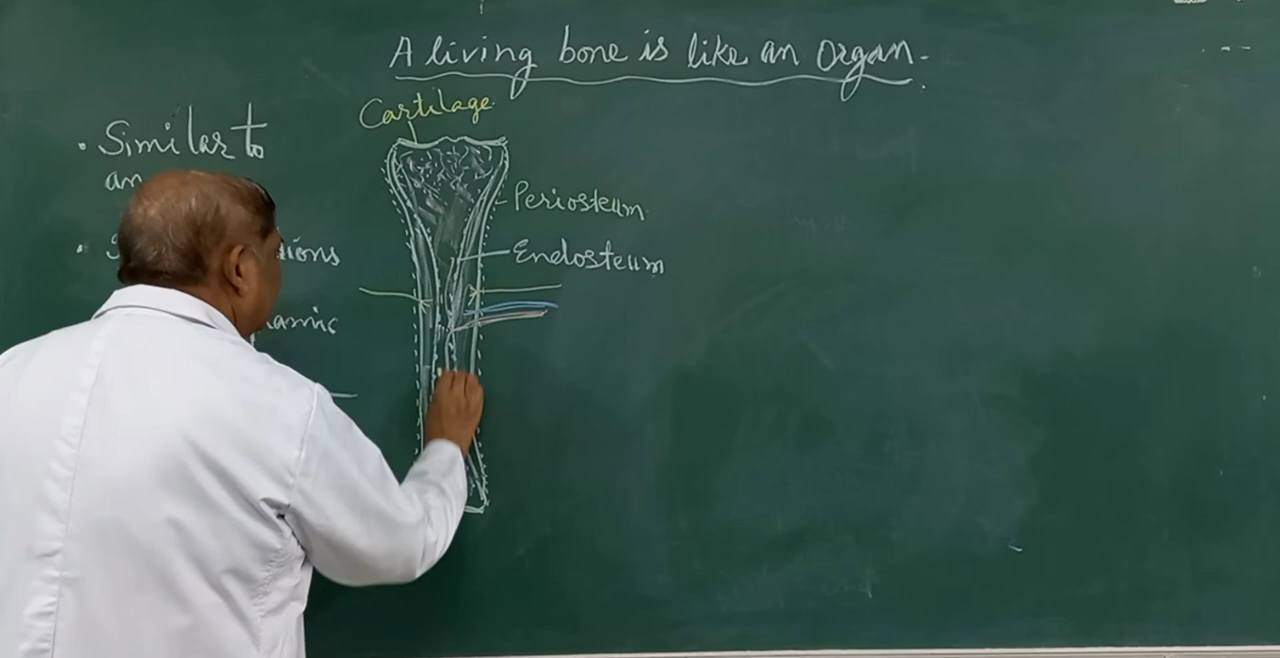 A living bone is like an Organ.
Cartilage
• Similar to
an
Periosteum
Endosteum